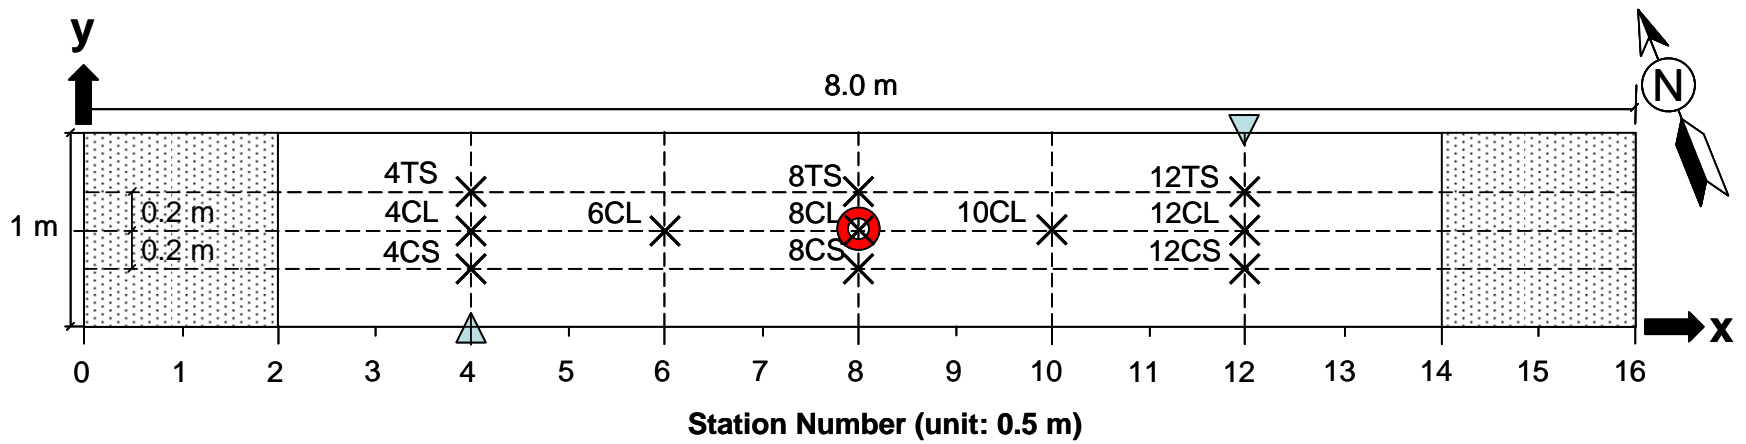 y
8.0 m
N
4TS
8TS
12TS
1 m
0.2 m
4CL
6CL
8CL
10CL
12CL
0.2 m
4CS
8CS
12CS
x
0 1 2 3 4 5 6 7 8 9 10 11 12 13 14 15 16
Station Number (unit: 0.5 m)